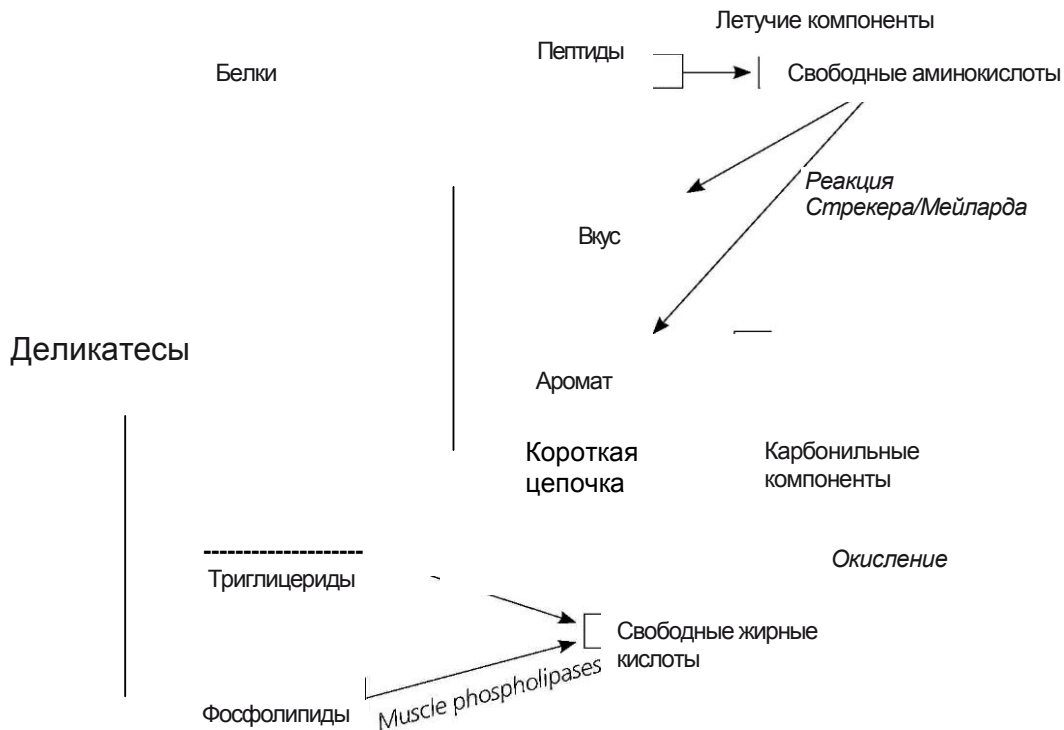 Летучие компоненты
Пептиды
Белки
Свободные аминокислоты
Реакция
Стрекера/Мейларда
Вкус
Деликатесы
Аромат
Короткая
цепочка
Карбонильные
компоненты
Окисление
Триглицериды
Свободные жирные
кислоты
Muscle phospholipases
Фосфолипиды